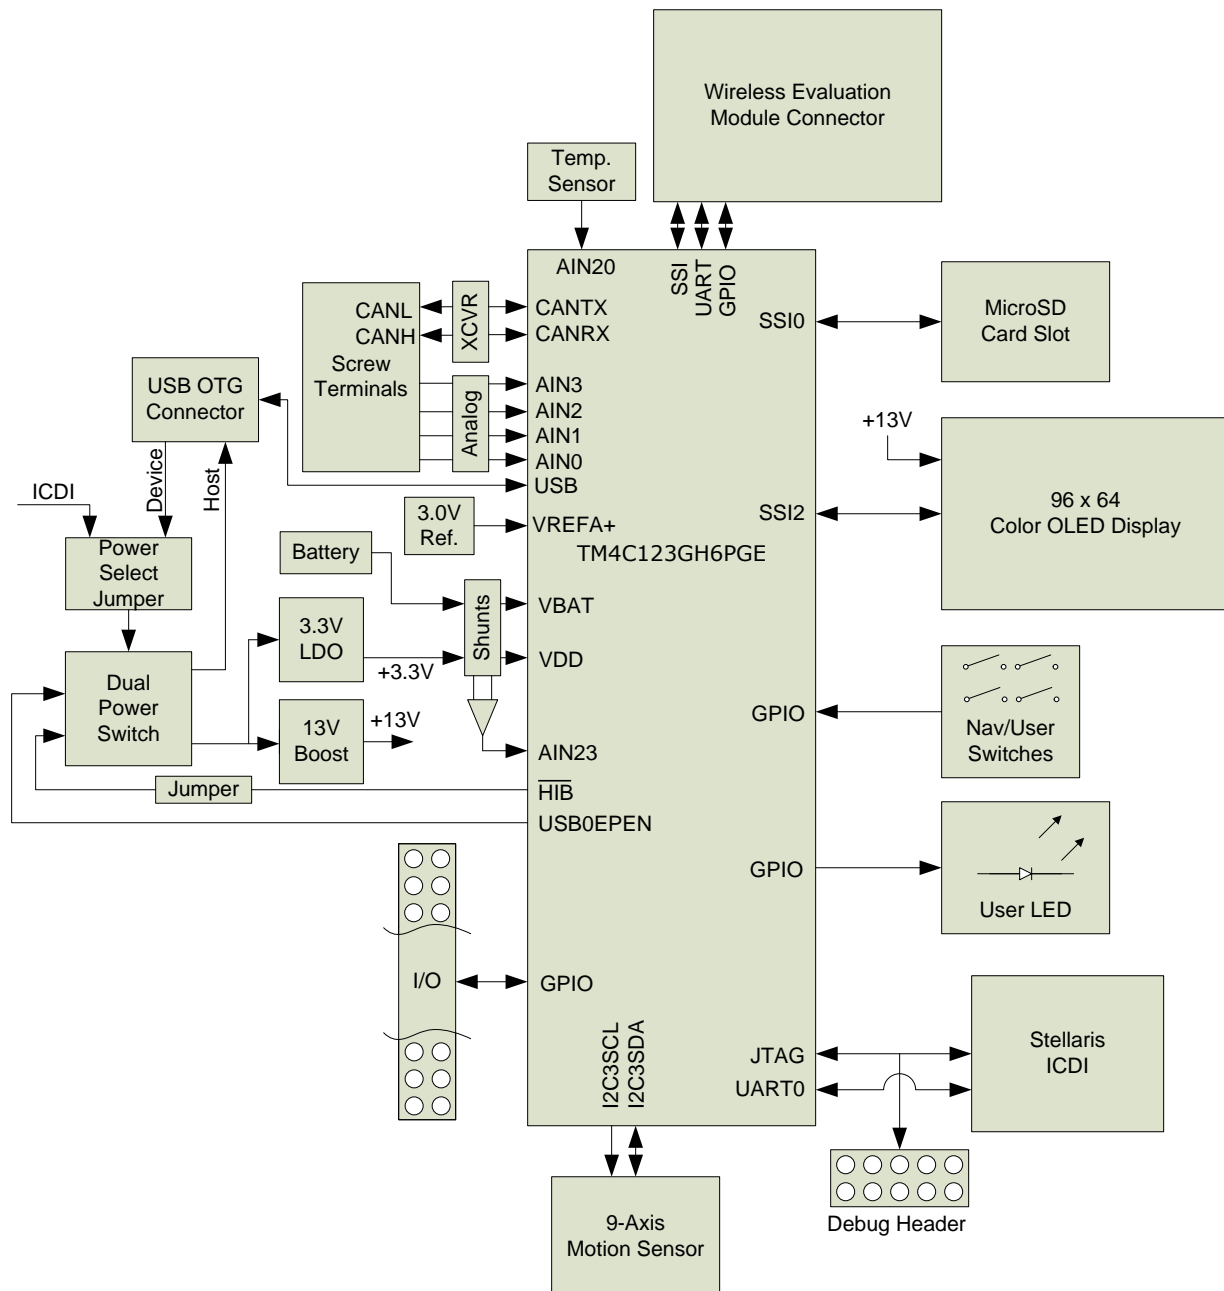 Wireless Evaluation
Module Connector
Temp.
Sensor
AIN20
SSI
UART
GPIO
CANL
CANH
Screw
Terminals
XCVR
CANTX
CANRX
SSI0
MicroSD
Card Slot
USB OTG
Connector
Analog
AIN3
AIN2
AIN1
AIN0
USB
+13V
96 x 64
Color OLED Display
SSI2
Device
Host
ICDI
3.0V
Ref.
VREFA+
TM4C123GH6PGE
Power
Select
Jumper
Battery
Shunts
VBAT
3.3V
LDO
+3.3V
VDD
Dual
Power
Switch
13V
Boost
+13V
AIN23
GPIO
Nav/User
Switches
Jumper
HIB
USB0EPEN
GPIO
User LED
I/O
GPIO
I2C3SCL
I2C3SDA
JTAG
UART0
Stellaris
ICDI
Debug Header
9-Axis
Motion Sensor